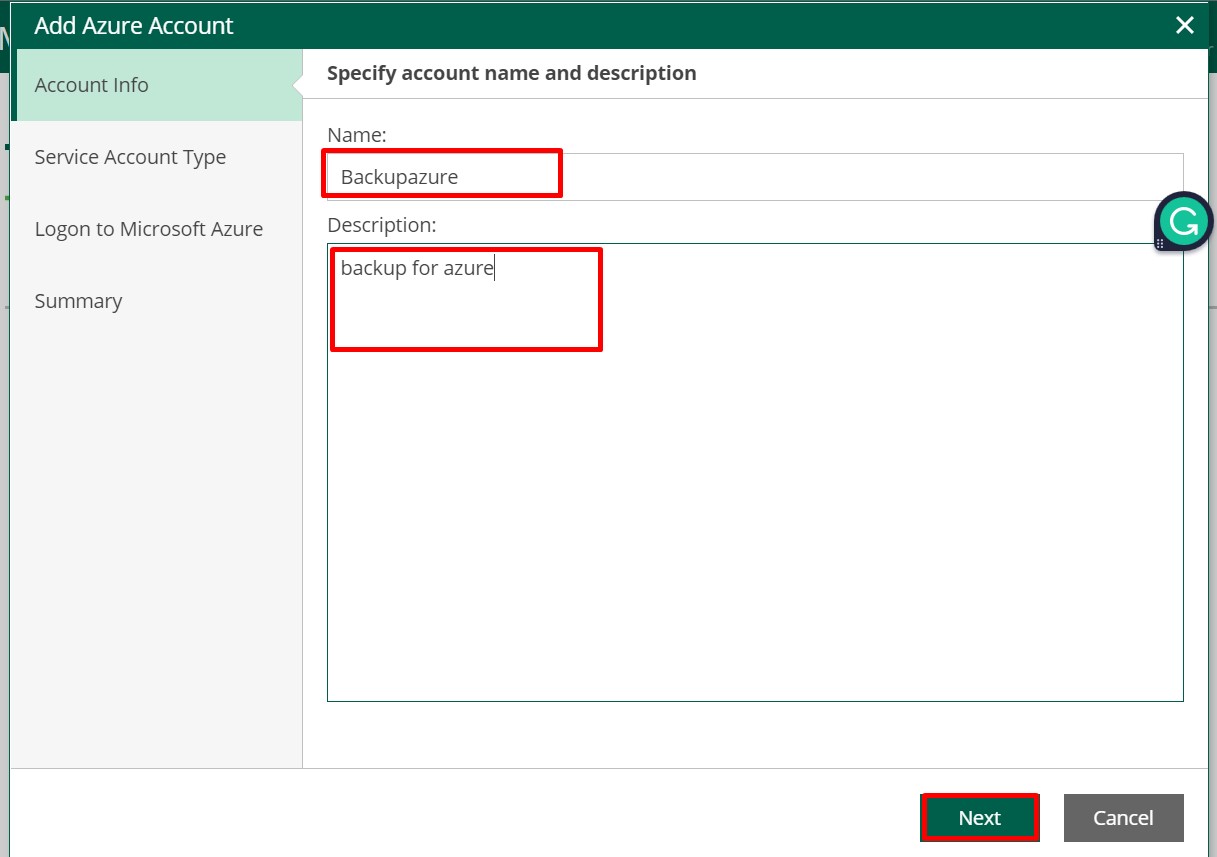 Add Azure Account
Account Info
Service Account Type
Logon to Microsoft Azure
Summary
Specify account name and description
Name:
Backupazure
Description:
backup for azure
Next
Cancel